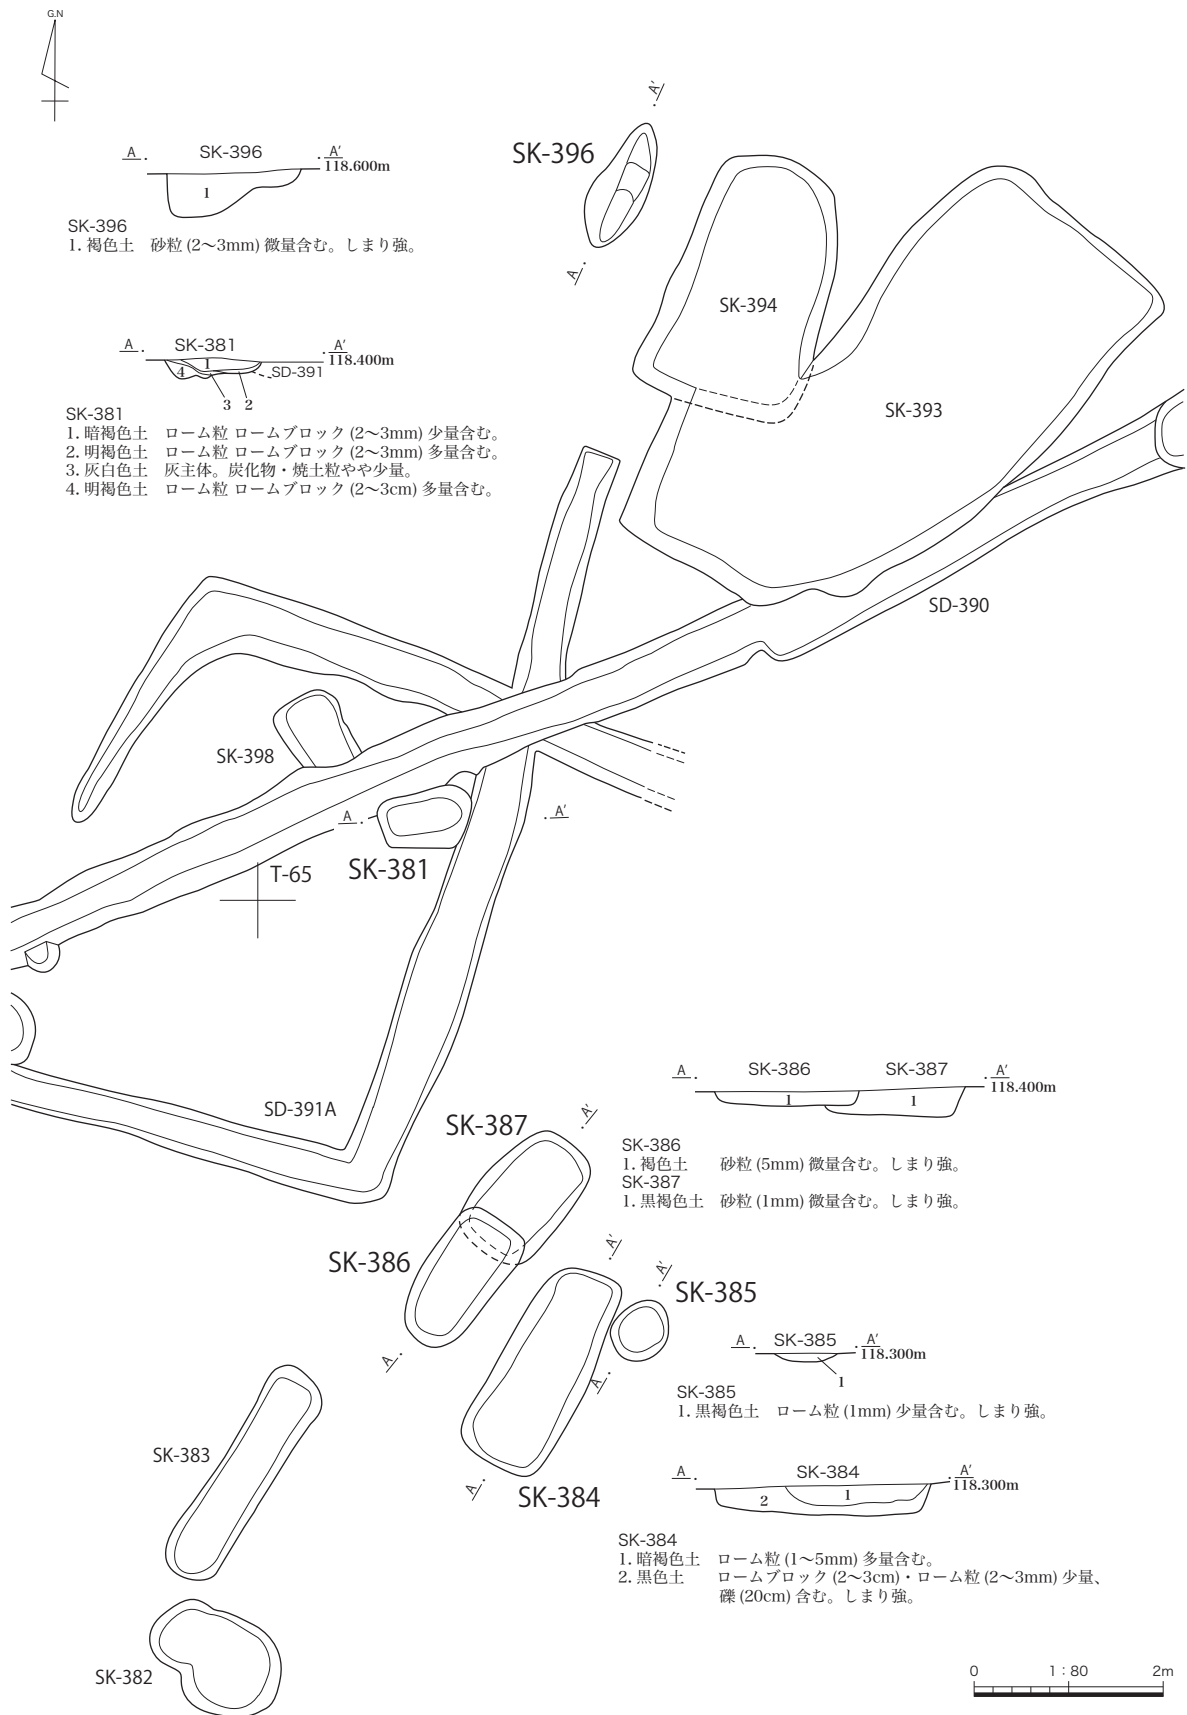 G.N
A
SK-396
A'
118.600m
1
SK-396
1. 褐色土　砂粒 (2〜3mm) 微量含む。しまり強。
SK-396
A'
A
SK-394
SK-393
A
SK-381
A'
118.400m
1
4
SD-391
3
2
SK-381
1. 暗褐色土　ローム粒 ロームブロック (2〜3mm) 少量含む。
2. 明褐色土　ローム粒 ロームブロック (2〜3mm) 多量含む。
3. 灰白色土　灰主体。炭化物・焼土粒やや少量。
4. 明褐色土　ローム粒 ロームブロック (2〜3cm) 多量含む。
SD-390
SK-398
A
A'
SK-381
T-65
SD-391A
SK-387
A'
SK-386
A
A'
SK-385
A'
A
SK-384
A
SK-383
SK-382
A
SK-386
SK-387
A'
118.400m
1
1
SK-386
1. 褐色土　砂粒 (5mm) 微量含む。しまり強。
SK-387
1. 黒褐色土　砂粒 (1mm) 微量含む。しまり強。
A
SK-385
A'
118.300m
1
SK-385
1. 黒褐色土　ローム粒 (1mm) 少量含む。しまり強。
A
SK-384
A'
118.300m
2
1
SK-384
1. 暗褐色土　ローム粒 (1〜5mm) 多量含む。
2. 黒色土　ロームブロック (2〜3cm)・ローム粒 (2〜3mm) 少量、
礫 (20cm) 含む。しまり強。
0
1：80
2m